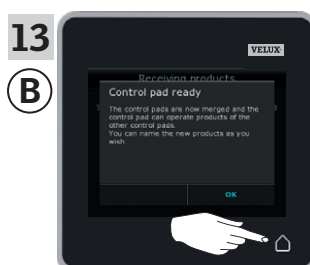 13
B
VELUX
Receiving products
Control pad ready
The control pads are now merged and the
control pad can operate products of the
other control pads.
You can name the new products as you
wish.
OK